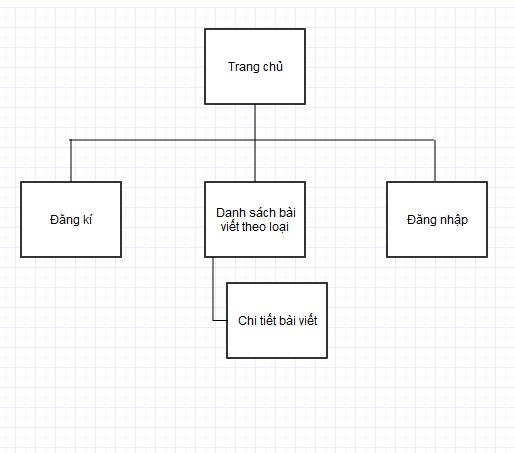 Trang chủ
Đăng kí
Danh sách bài
viết theo loại
Đăng nhập
Chi tiết bài viết